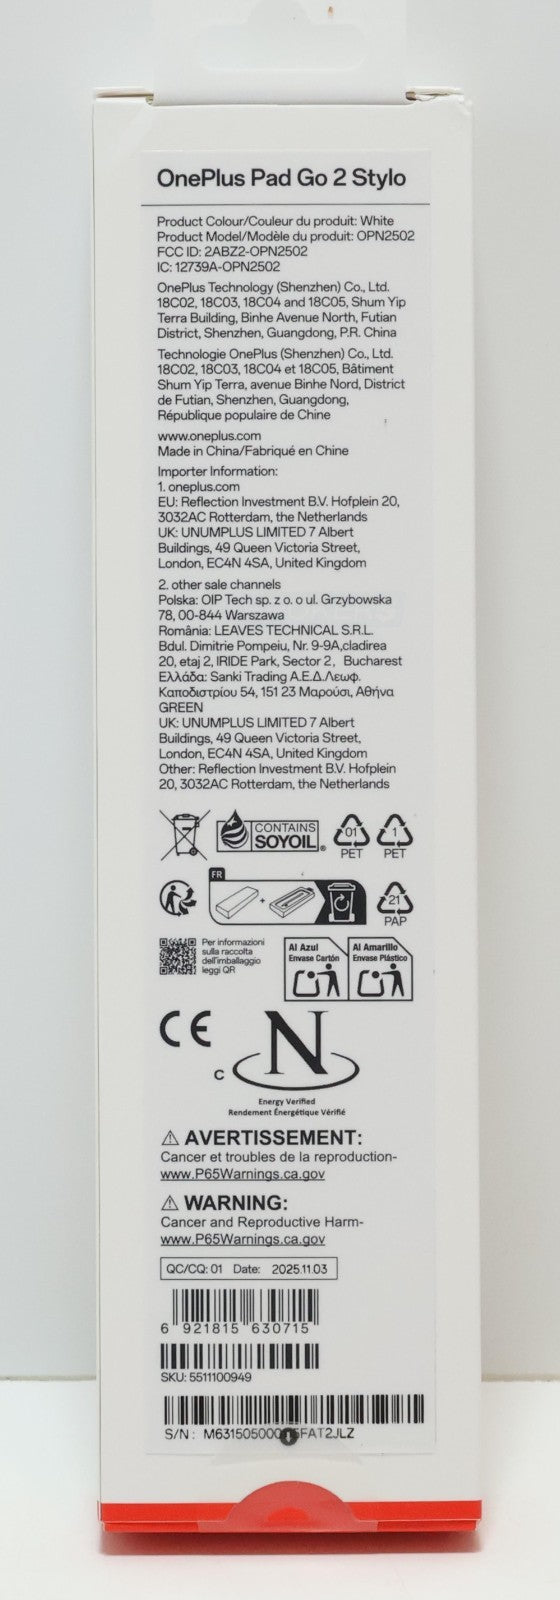 OnePlus Pad Go 2 Stylo
Product Colour/Couleur du produit: White
Product Model/Modèle du produit: OPN2502
FCC ID: 2ABZ2-OPN2502
IC: 12739A-OPN2502
OnePlus Technology (Shenzhen) Co., Ltd.
18C02, 18C03, 18C04 and 18C05, Shum Yip
Terra Building, Binhe Avenue North, Futian
District, Shenzhen, Guangdong, P.R. China
Technologie OnePlus (Shenzhen) Co., Ltd.
18C02, 18C03, 18C04 et 18C05, Bâtiment
Shum Yip Terra, avenue Binhe Nord, District
de Futian, Shenzhen, Guangdong,
République populaire de Chine
www.oneplus.com
Made in China/Fabriqué en Chine
Importer Information:
1. oneplus.com
EU: Reflection Investment B.V. Hofplein 20,
3032AC Rotterdam, the Netherlands
UK: UNUMPLUS LIMITED 7 Albert
Buildings, 49 Queen Victoria Street,
London, EC4N 4SA, United Kingdom
2. other sale channels
Polska: OIP Tech sp. z o. o ul. Grzybowska
78, 00-844 Warszawa
România: LEAVES TECHNICAL S.R.L.
Bdul. Dimitrie Pompeiu, Nr. 9-9A,cladirea
20, etaj 2, IRIDE Park, Sector 2, Bucharest
Ελλάδα: Sanki Trading Α.Ε.Δ.Λεωφ.
Καποδιστρίου 54, 151 23 Μαρούσι, Αθήνα
GREEN
UK: UNUMPLUS LIMITED 7 Albert
Buildings, 49 Queen Victoria Street,
London, EC4N 4SA, United Kingdom
Other: Reflection Investment B.V. Hofplein
20, 3032AC Rotterdam, the Netherlands
CONTAINS
SOYOIL®
01
PET
1
PET
FR
+
21
PAP
Per informazioni
sulla raccolta
dell'imballaggio
leggi QR
Al Azul
Envase Cartón
Al Amarillo
Envase Plástico
CE
C N
Energy Verified
Rendement Énergétique Vérifié
⚠ AVERTISSEMENT:
Cancer et troubles de la reproduction-
www.P65Warnings.ca.gov
⚠ WARNING:
Cancer and Reproductive Harm-
www.P65Warnings.ca.gov
QC/CQ: 01 Date: 2025.11.03
6 921815 630715
SKU: 5511100949
S/N: